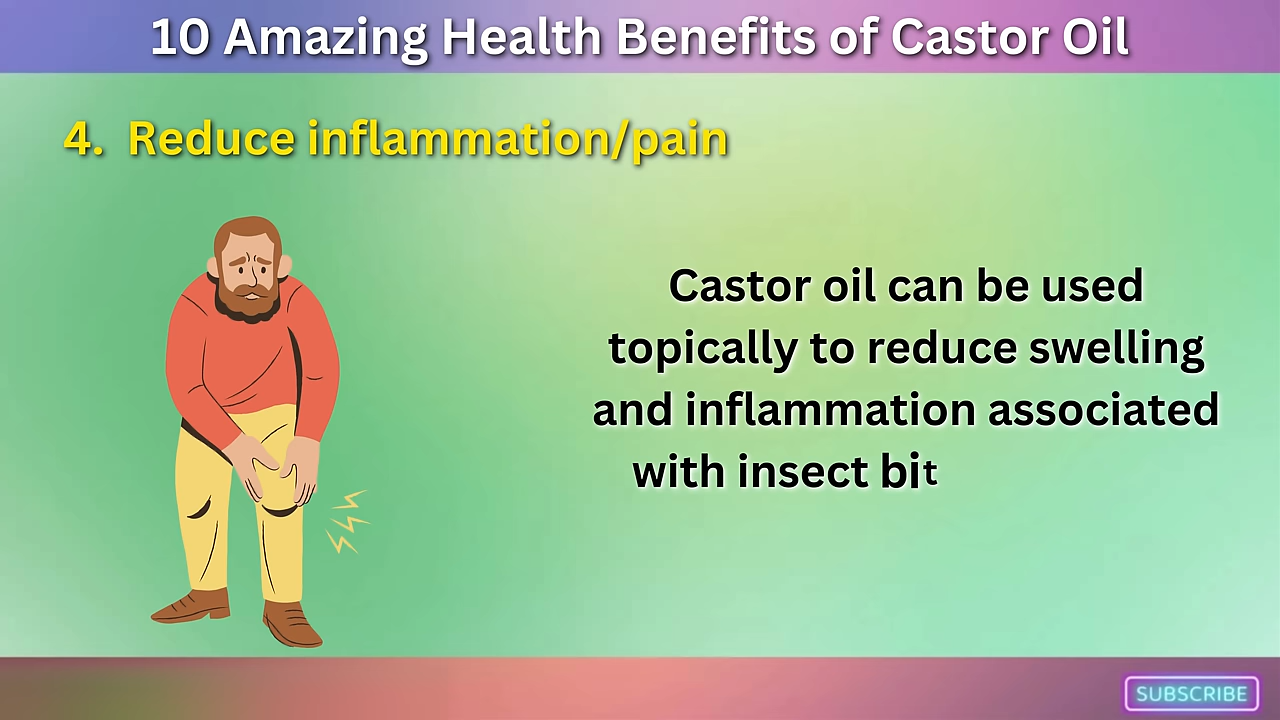 10 Amazing Health Benefits of Castor Oil
4. Reduce inflammation/pain
Castor oil can be used
topically to reduce swelling
and inflammation associated
with insect bit
SUBSCRIBE